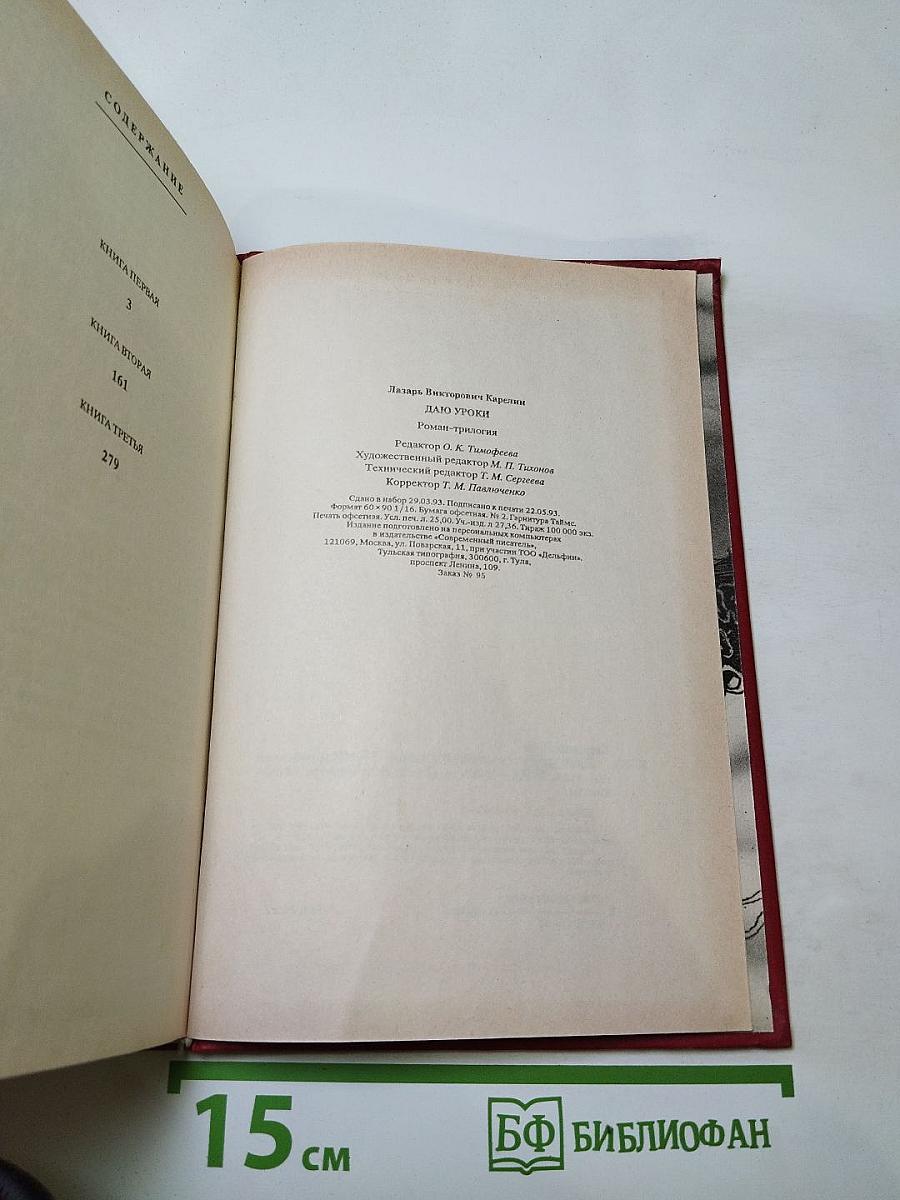 СОДЕРЖАНИЕ
КНИГА ПЕРВАЯ
3
КНИГА ВТОРАЯ
161
КНИГА ТРЕТЬЯ
279
Лазарь Викторович Карелин
ДАЮ УРОКИ
Роман-трилогия
Редактор О. К. Тимофеева
Художественный редактор М. П. Тихонов
Технический редактор Т. М. Сергеева
Корректор Т. М. Павлюченко
Сдано в набор 29.03.93. Подписано к печати 22.05.93.
Формат 60×90 1/16. Бумага офсетная. № 2. Гарнитура Таймс.
Печать офсетная. Усл. печ. л. 25,00. Уч.-изд. л 27,36. Тираж 100 000 экз.
Издание подготовлено на персональных компьютерах
в издательстве «Современный писатель»,
121069, Москва, ул. Поварская, 11, при участии ТОО «Дельфин».
Тульская типография, 300600, г. Тула,
проспект Ленина, 109.
Заказ № 95
15 см
БФ БИБЛИОФАН